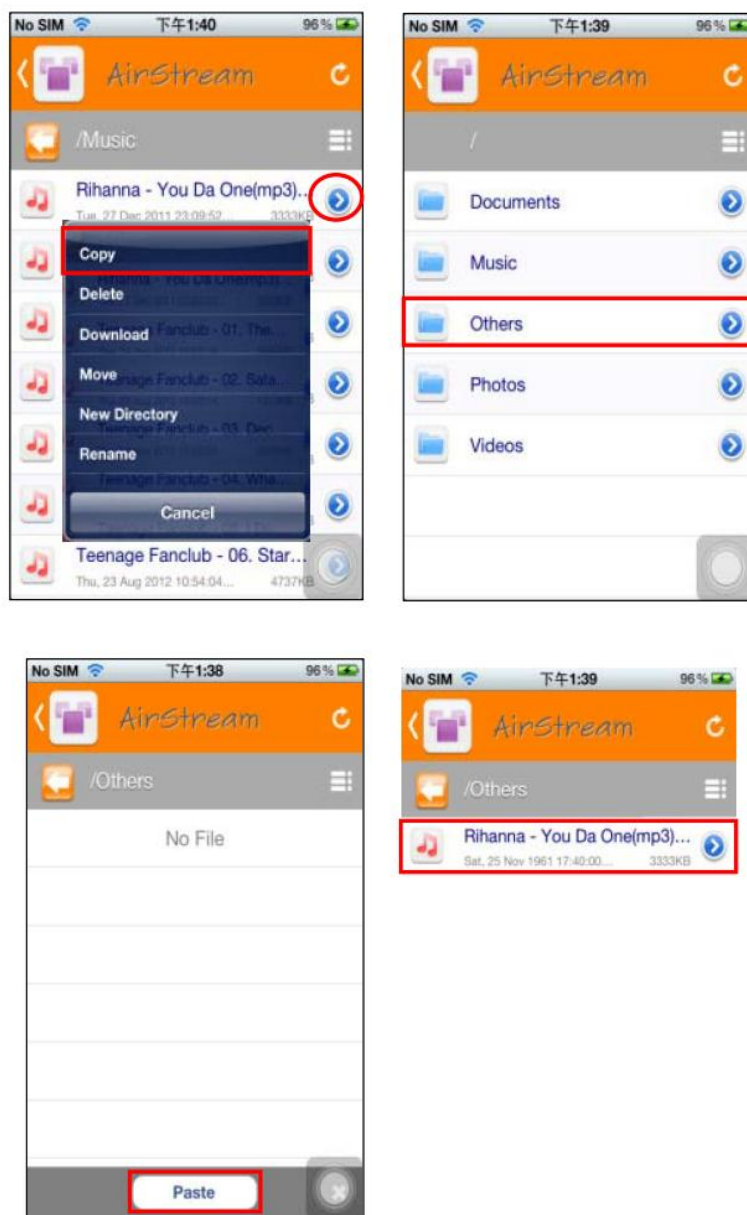 No SIM 下午1:40 96%
AirStream
/Music
Rihanna - You Da One(mp3)...
Tue, 27 Dec 2011 23:09:52... 3333KB
Copy
Delete
Download
Move
New Directory
Rename
Cancel
Teenage Fanclub - 06. Star...
Thu, 23 Aug 2012 10:54:04... 4737KB
No SIM 下午1:39 96%
AirStream
/
Documents
Music
Others
Photos
Videos
No SIM 下午1:38 96%
AirStream
/Others
No File
Paste
No SIM 下午1:39 96%
AirStream
/Others
Rihanna - You Da One(mp3)...
Sat, 25 Nov 1961 17:40:00... 3333KB